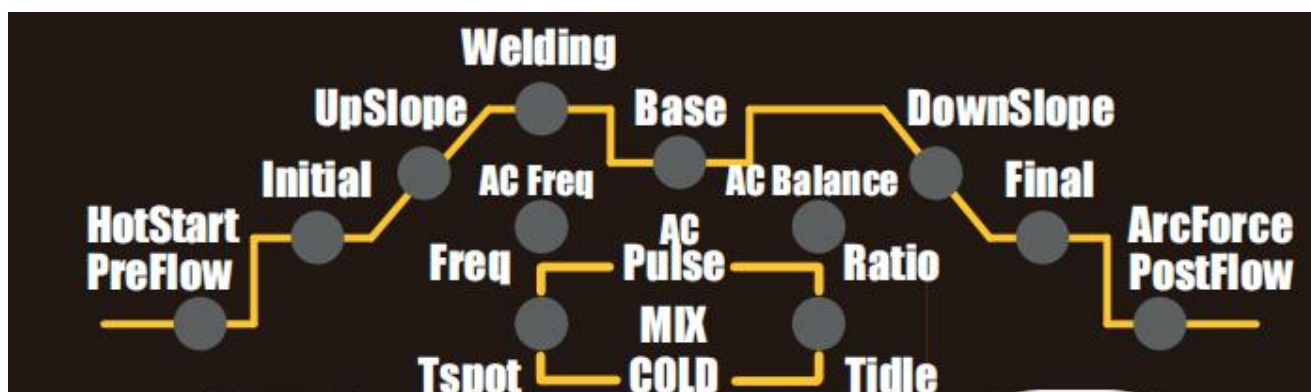 Welding
UpSlope
Base
DownSlope
Initial
AC Freq
AC Balance
Final
HotStart
PreFlow
AC
ArcForce
PostFlow
Freq
Pulse
Ratio
MIX
Tspot
COLD
Tidle